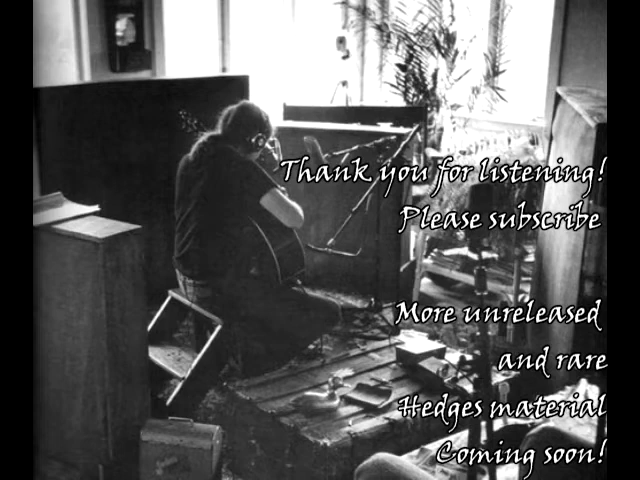 Thank you for listening!
Please subscribe
More unreleased
and rare
Hedges material
Coming soon!